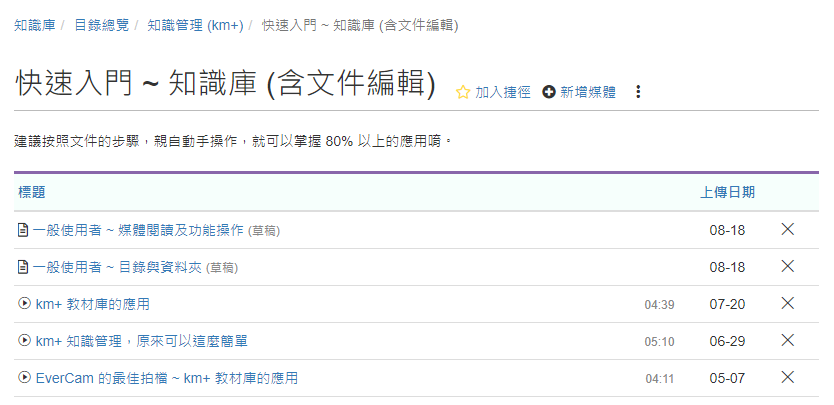 知識庫 / 目錄總覽 / 知識管理 (km+) / 快速入門 ~ 知識庫 (含文件編輯)
快速入門 ~ 知識庫 (含文件編輯) 加入捷徑 新增媒體
建議按照文件的步驟，親自動手操作，就可以掌握 80% 以上的應用唷。
標題 上傳日期
一般使用者 ~ 媒體閱讀及功能操作 (草稿) 08-18
一般使用者 ~ 目錄與資料夾 (草稿) 08-18
km+ 教材庫的應用 04:39 07-20
km+ 知識管理，原來可以這麼簡單 05:10 06-29
EverCam 的最佳拍檔 ~ km+ 教材庫的應用 04:11 05-07